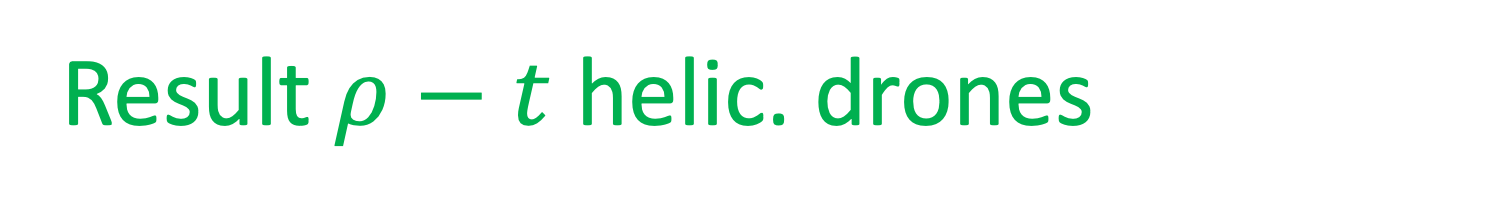 Result 𝜌 − 𝑡 helic. drones